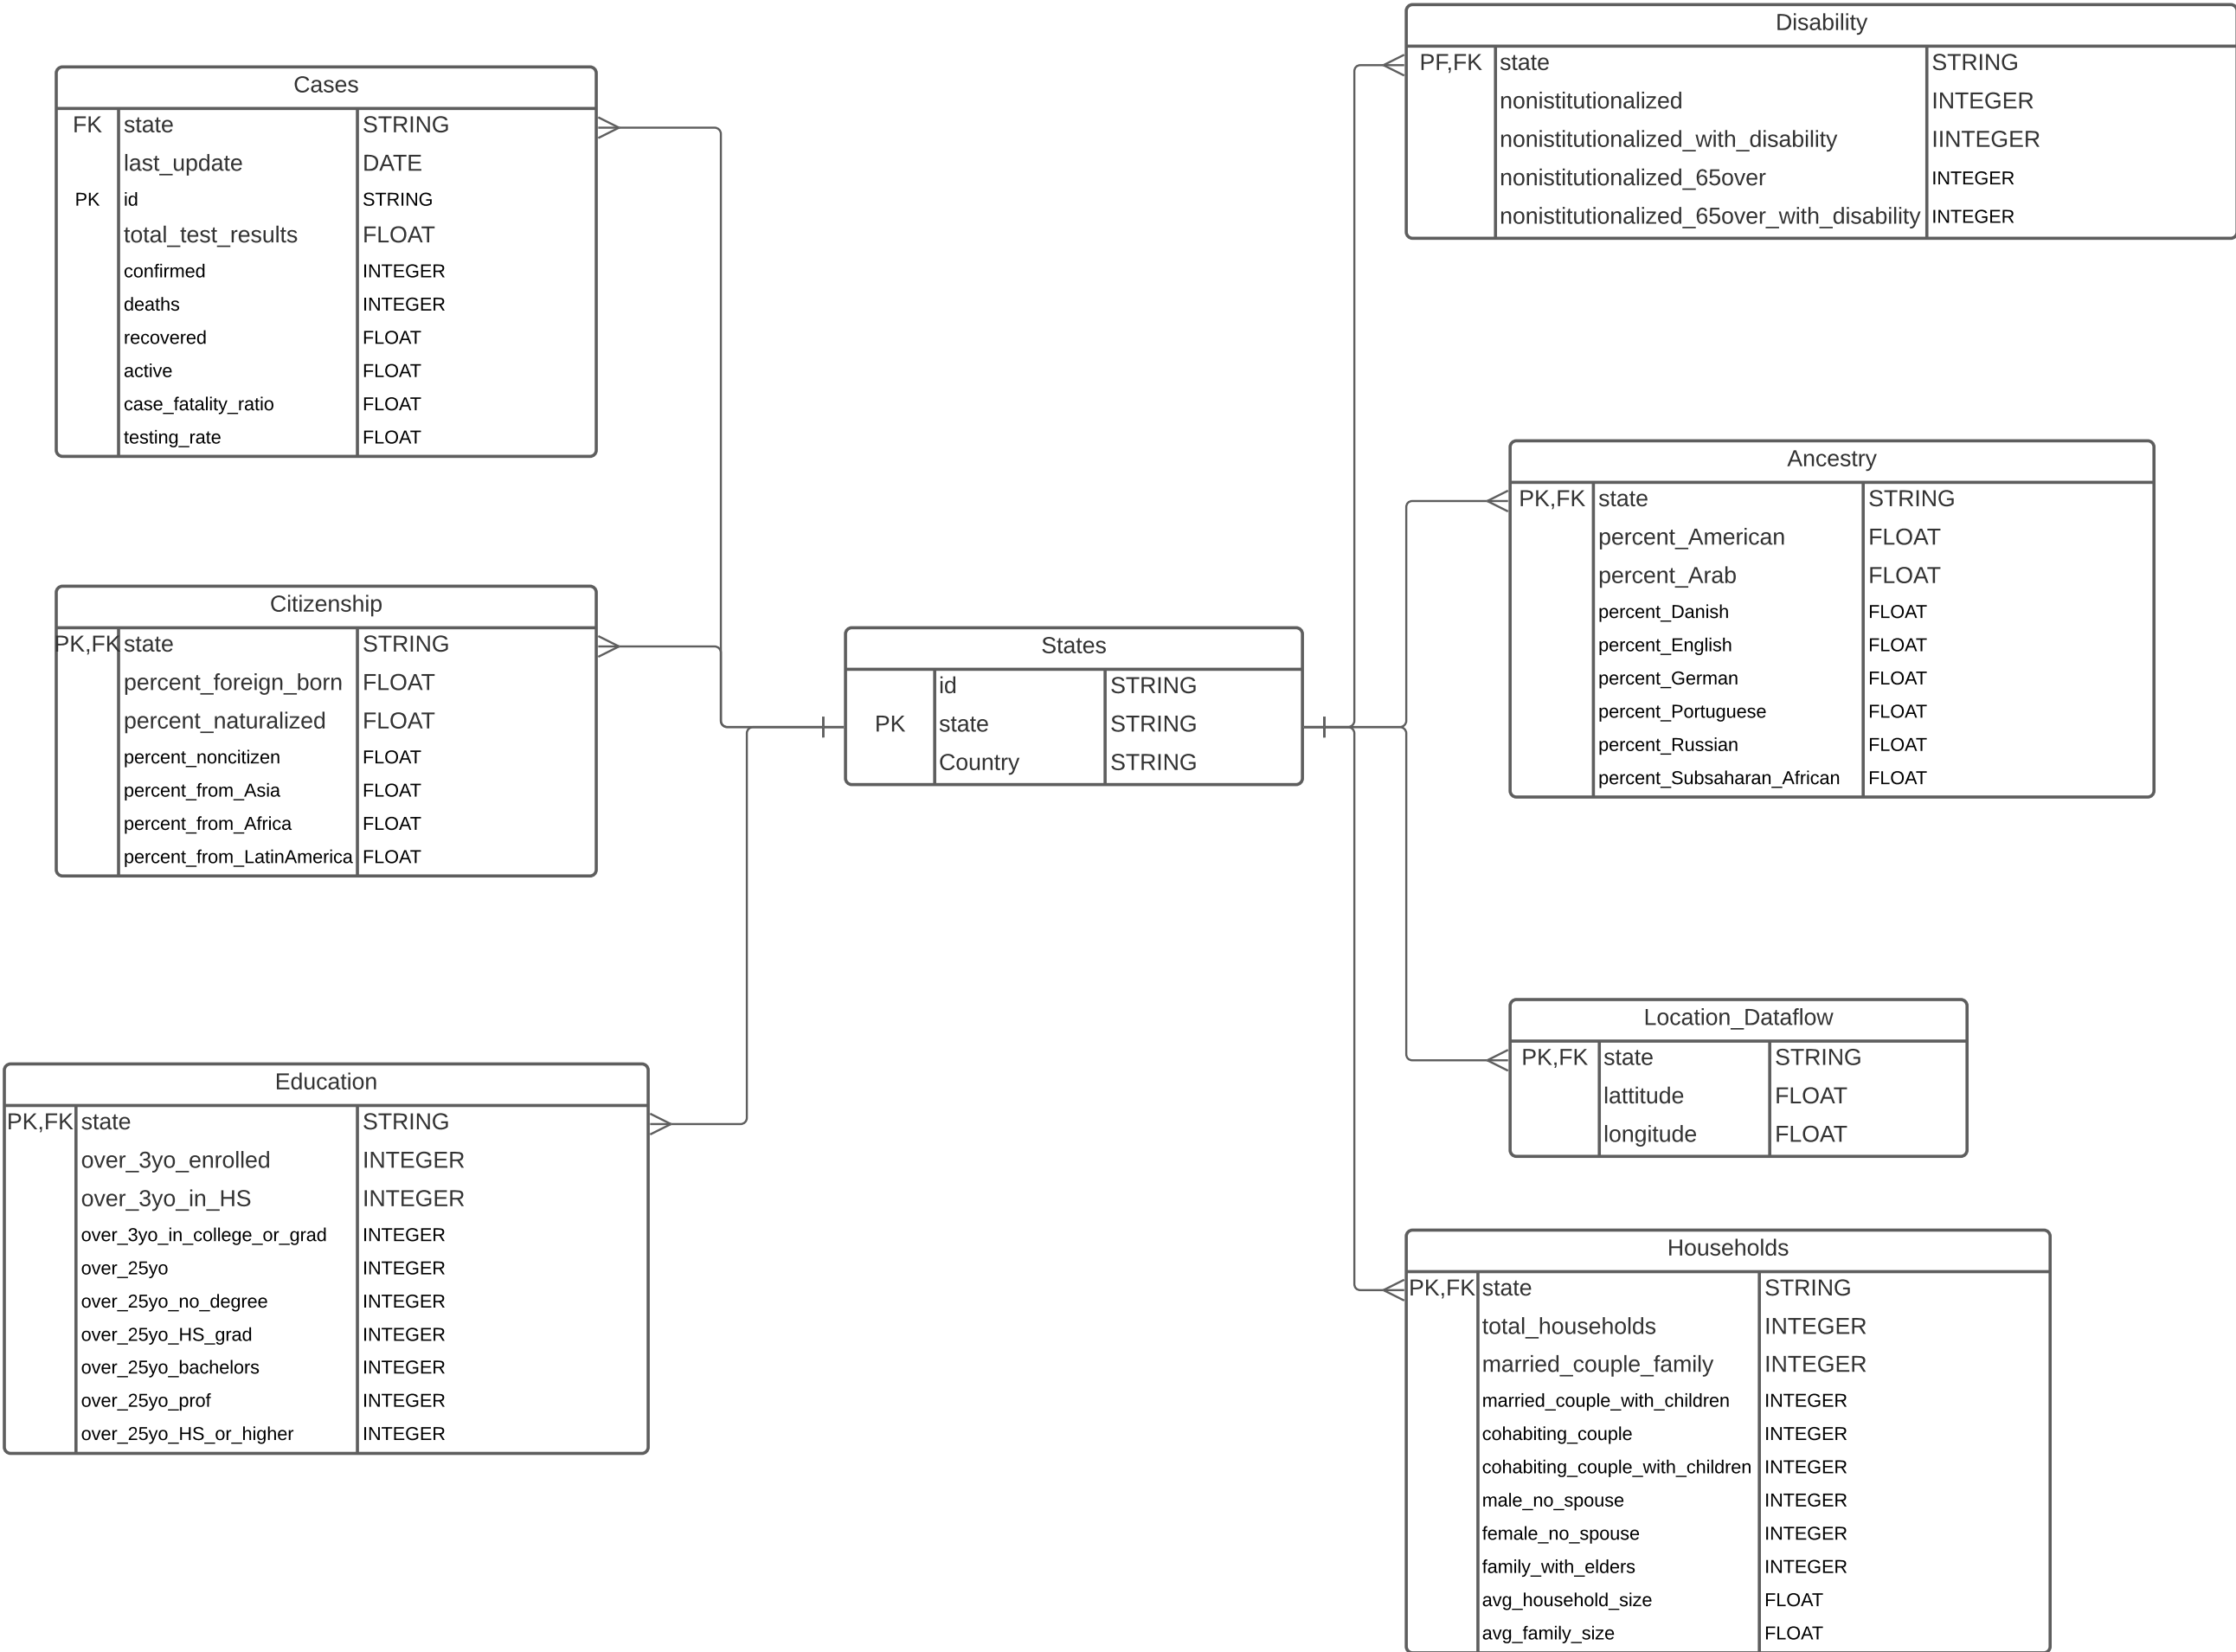 Disability
PF,FK state STRING
nonistitutionalized INTEGER
nonistitutionalized_with_disability IINTEGER
nonistitutionalized_65over INTEGER
nonistitutionalized_65over_with_disability INTEGER
Cases
FK state STRING
last_update DATE
PK id STRING
total_test_results FLOAT
confirmed INTEGER
deaths INTEGER
recovered FLOAT
active FLOAT
case_fatality_ratio FLOAT
testing_rate FLOAT
Ancestry
PK,FK state STRING
percent_American FLOAT
percent_Arab FLOAT
percent_Danish FLOAT
percent_English FLOAT
percent_German FLOAT
percent_Portuguese FLOAT
percent_Russian FLOAT
percent_Subsaharan_African FLOAT
Citizenship
PK,FK state STRING
percent_foreign_born FLOAT
percent_naturalized FLOAT
percent_noncitizen FLOAT
percent_from_Asia FLOAT
percent_from_Africa FLOAT
percent_from_LatinAmerica FLOAT
States
id STRING
PK state STRING
Country STRING
Location_Dataflow
PK,FK state STRING
lattitude FLOAT
longitude FLOAT
Education
PK,FK state STRING
over_3yo_enrolled INTEGER
over_3yo_in_HS INTEGER
over_3yo_in_college_or_grad INTEGER
over_25yo INTEGER
over_25yo_no_degree INTEGER
over_25yo_HS_grad INTEGER
over_25yo_bachelors INTEGER
over_25yo_prof INTEGER
over_25yo_HS_or_higher INTEGER
Households
PK,FK state STRING
total_households INTEGER
married_couple_family INTEGER
married_couple_with_children INTEGER
cohabiting_couple INTEGER
cohabiting_couple_with_children INTEGER
male_no_spouse INTEGER
female_no_spouse INTEGER
family_with_elders INTEGER
avg_household_size FLOAT
avg_family_size FLOAT